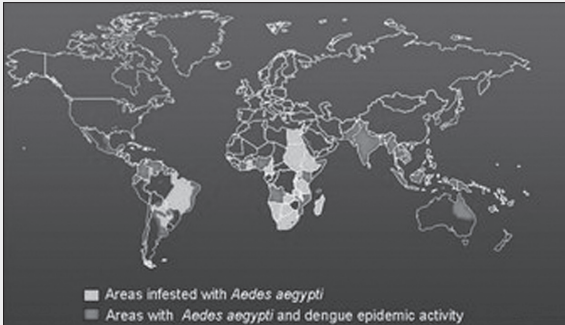 Areas infested with Aedes aegypti
Areas with Aedes aegypti and dengue epidemic activity